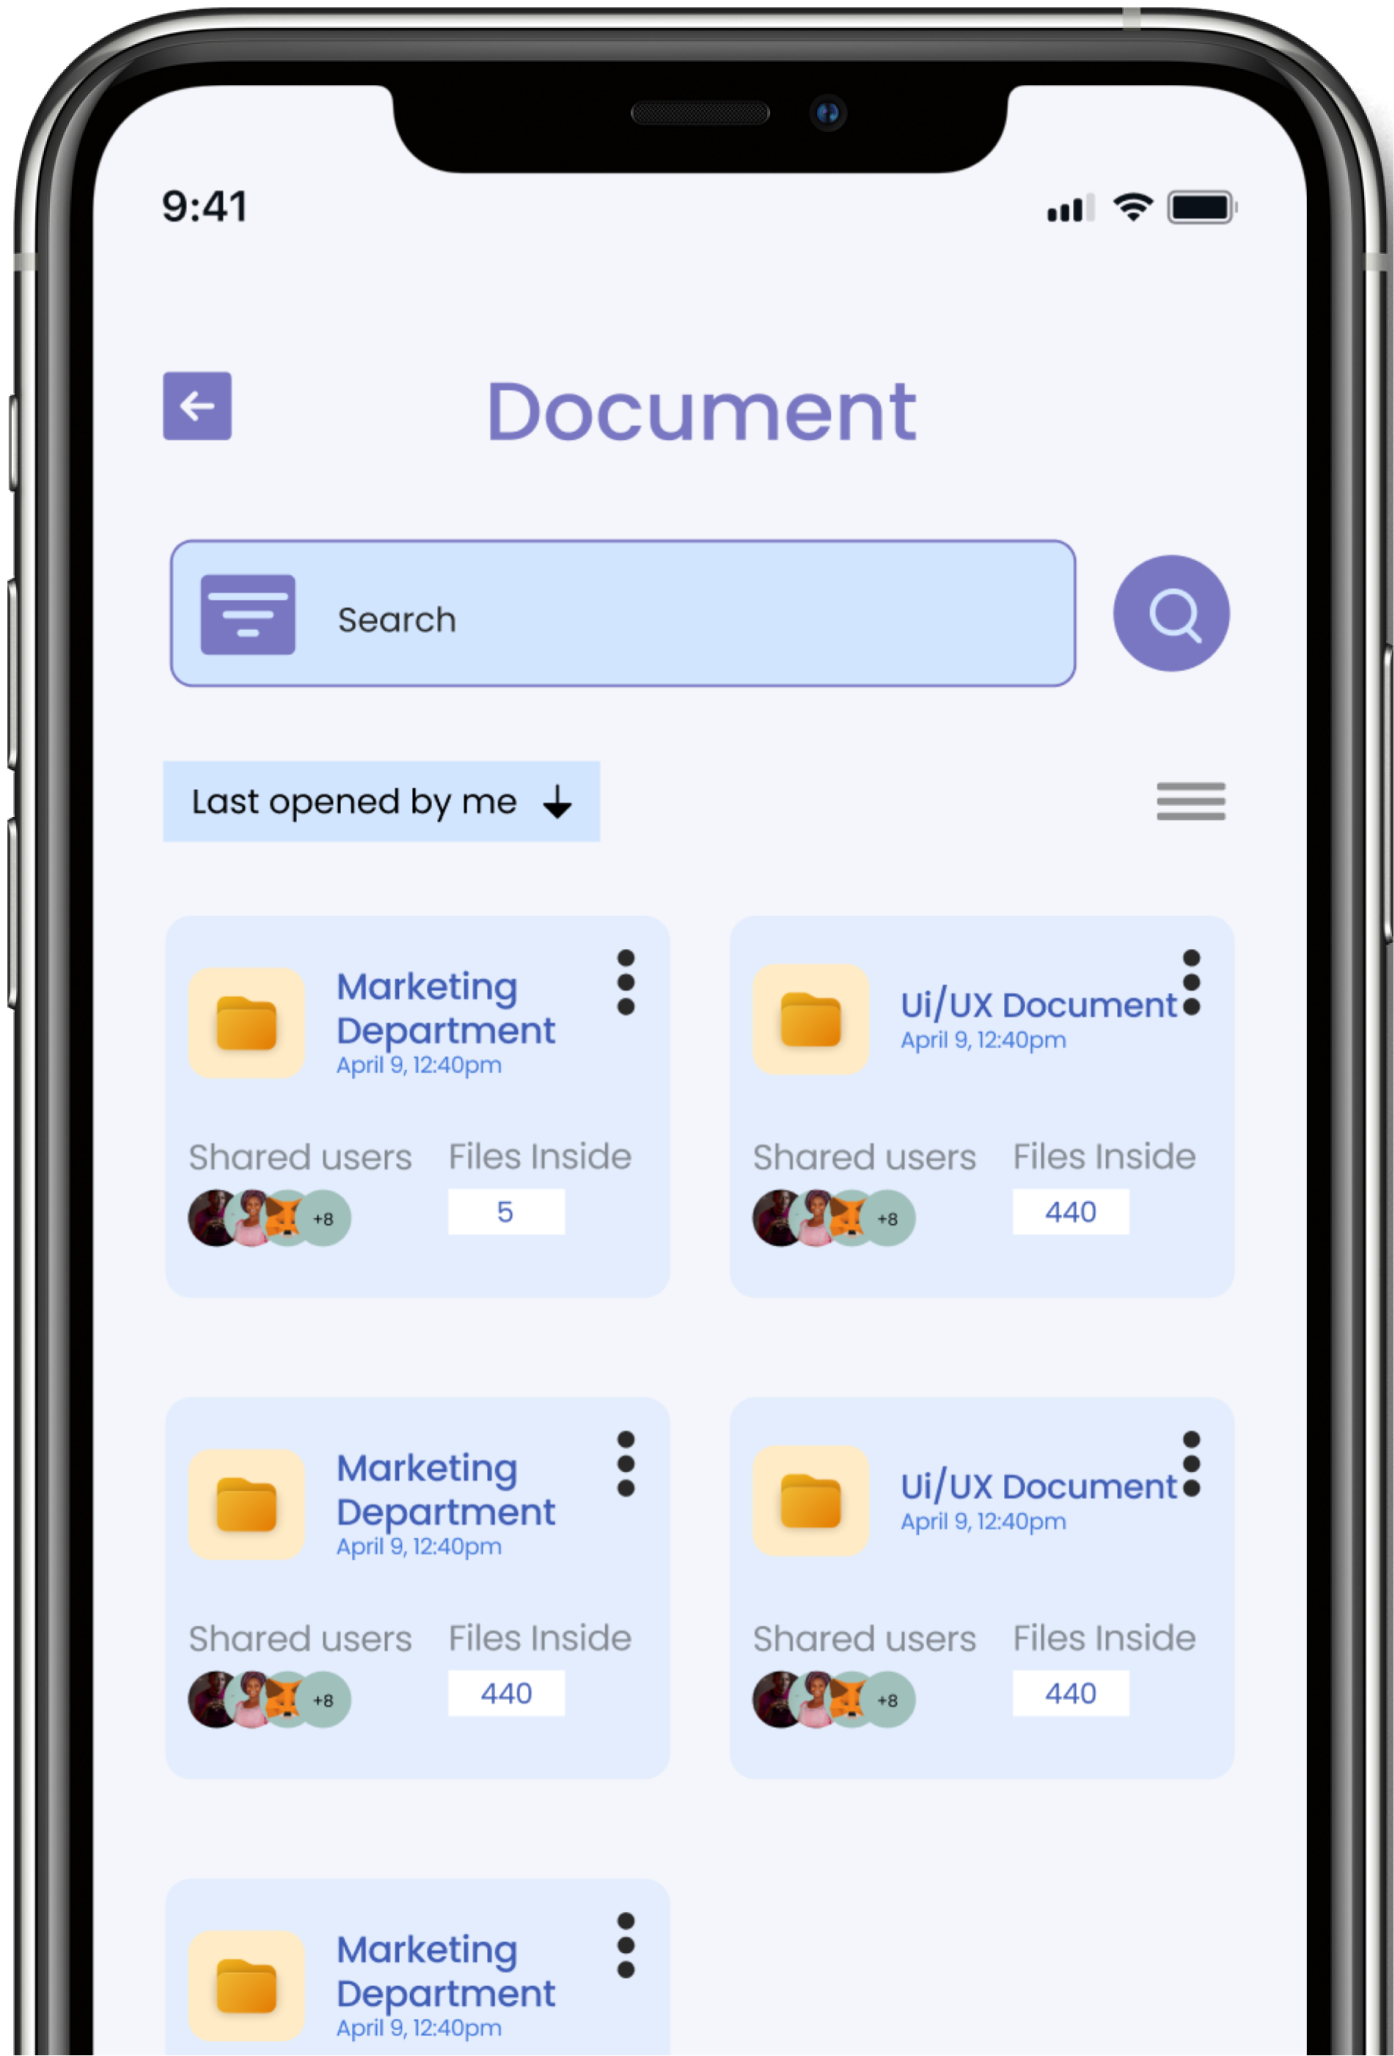 9:41
Document
Search
Last opened by me
Marketing
Department
April 9, 12:40pm
Shared users
Files Inside
+8
5
Ui/UX Document
April 9, 12:40pm
Shared users
Files Inside
+8
440
Marketing
Department
April 9, 12:40pm
Shared users
Files Inside
+8
440
Ui/UX Document
April 9, 12:40pm
Shared users
Files Inside
+8
440
Marketing
Department
April 9, 12:40pm